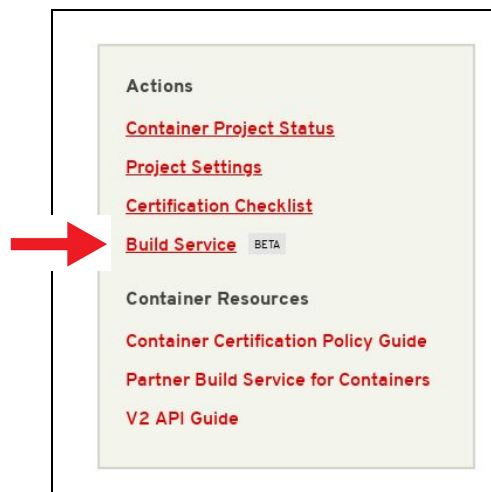 Actions
Container Project Status
Project Settings
Certification Checklist
Build Service BETA
Container Resources
Container Certification Policy Guide
Partner Build Service for Containers
V2 API Guide